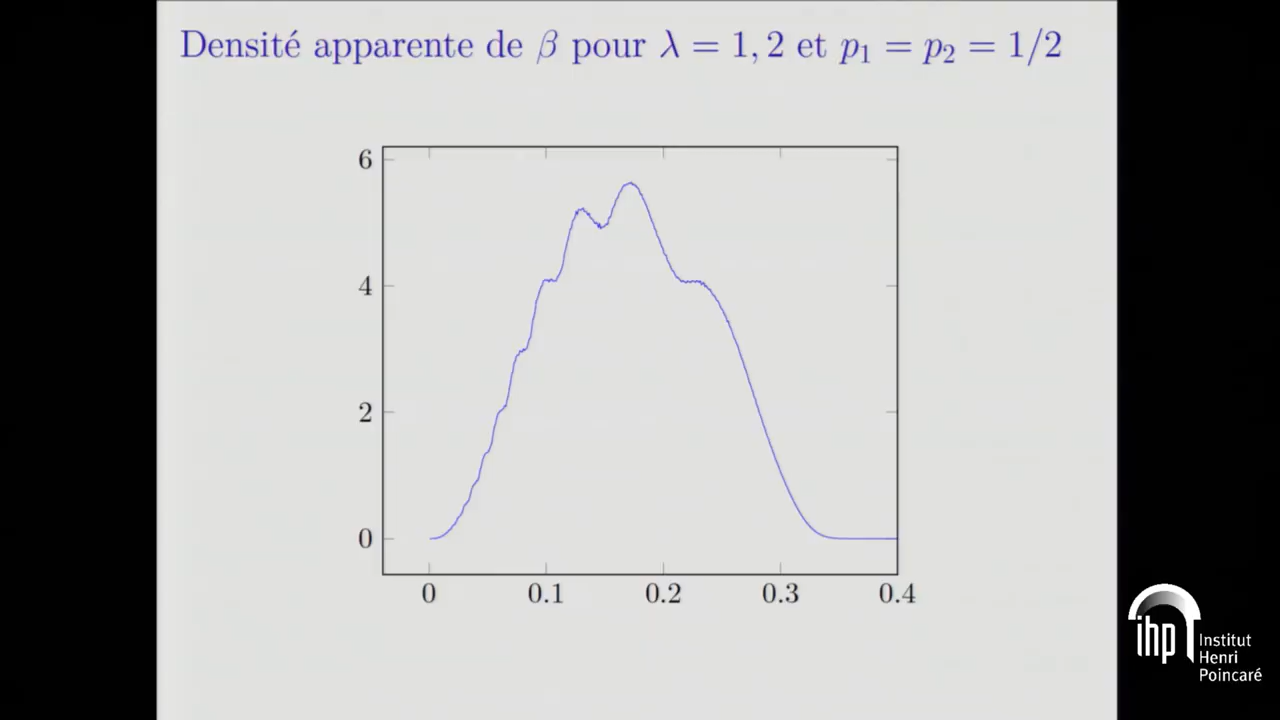 Densité apparente de β pour λ = 1, 2 et p₁ = p₂ = 1/2
6
4
2
0
0 0.1 0.2 0.3 0.4
ihp
Institut
Henri
Poincaré